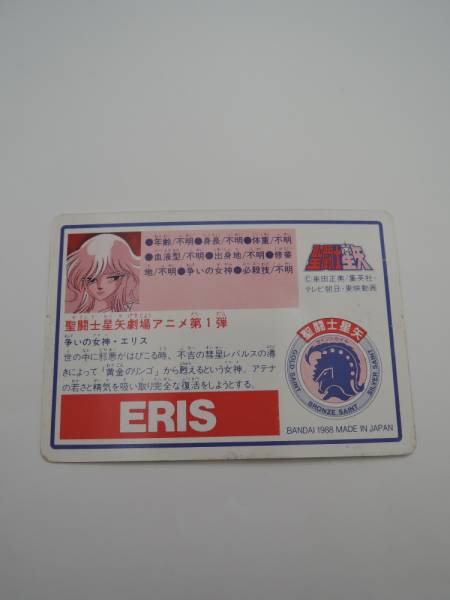 ●年齢/不明●身長/不明●体重/不明
●血液型/不明●出身地/不明●修業
地/不明●争いの女神●必殺技/不明
聖闘士星矢
©車田正美/集英社・
テレビ朝日・東映動画
聖闘士星矢劇場アニメ第1弾
争いの女神・エリス
世の中に邪悪がはびこる時、不吉の彗星レパルスの導
きによって「黄金のリンゴ」から甦えるという女神。アテナ
の若さと精気を吸い取り完全な復活をしようとする。
ERIS
聖闘士星矢
GOLD SAINT
BRONZE SAINT
SILVER SAINT
BANDAI 1988 MADE IN JAPAN